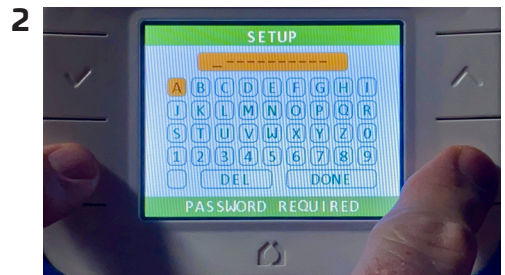 2
SETUP
_ _ _ _ _ _ _ _ _ _
A B C D E F G H I
J K L M N O P Q R
S T U V W X Y Z 0
1 2 3 4 5 6 7 8 9
DEL DONE
PASSWORD REQUIRED